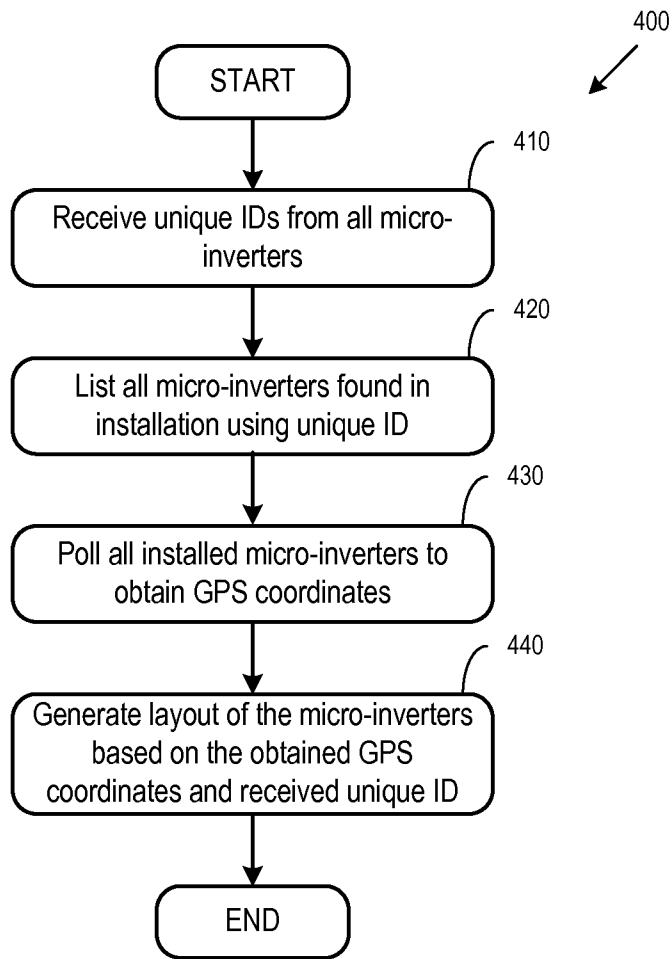 400
START
410
Receive unique IDs from all micro-
inverters
420
List all micro-inverters found in
installation using unique ID
430
Poll all installed micro-inverters to
obtain GPS coordinates
440
Generate layout of the micro-inverters
based on the obtained GPS
coordinates and received unique ID
END